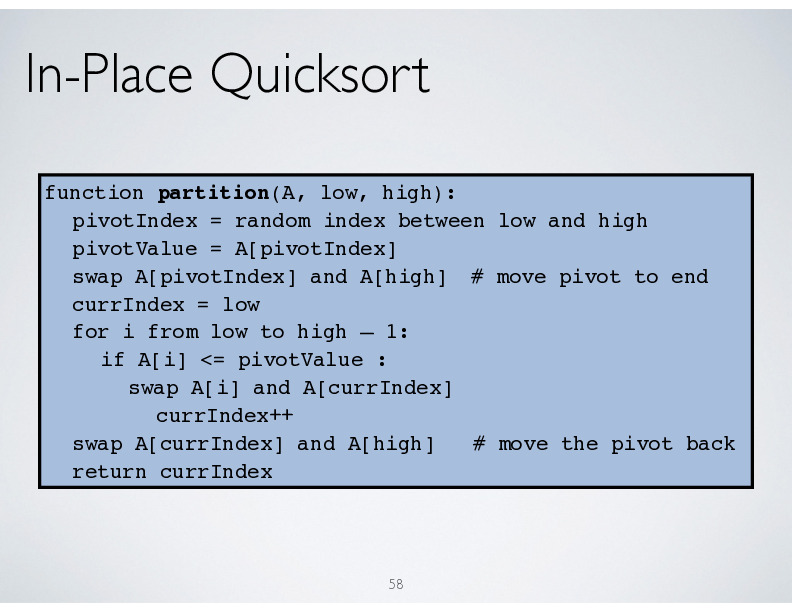 In-Place Quicksort
function partition(A, low, high):
pivotIndex = random index between low and high
pivotValue = A[pivotIndex]
swap A[pivotIndex] and A[high] # move pivot to end
currIndex = low
for i from low to high – 1:
if A[i] <= pivotValue :
swap A[i] and A[currIndex]
currIndex++
swap A[currIndex] and A[high] # move the pivot back
return currIndex
58